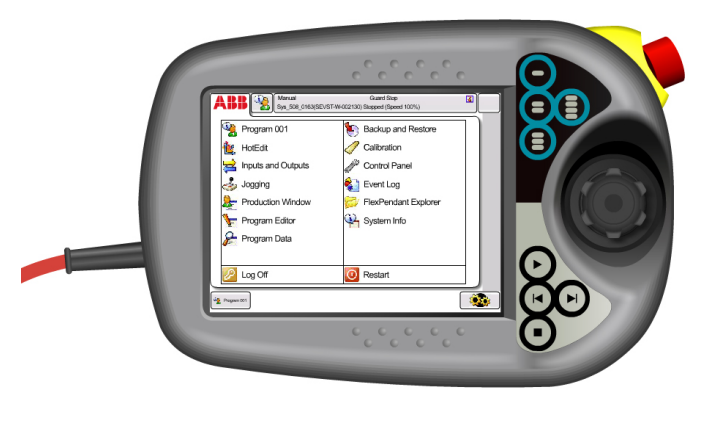 ABB
Manual Guard Stop
Sys_S08_0163(SEVST-W-002130) Stopped (Speed 100%)
Program 001 Backup and Restore
HotEdit Calibration
Inputs and Outputs Control Panel
Jogging Event Log
Production Window FlexPendant Explorer
Program Editor System Info
Program Data
Log Off Restart
Program 001